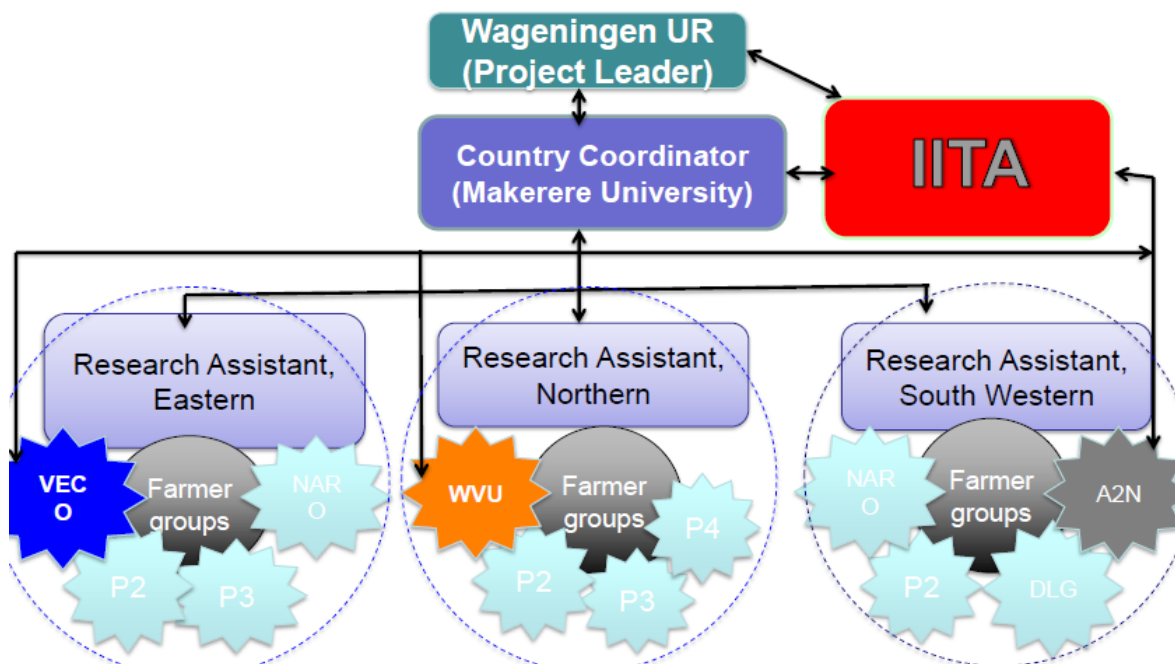 Wageningen UR
(Project Leader)
Country Coordinator
(Makerere University)
IITA
Research Assistant,
Eastern
VEC
O
Farmer
groups
NAR
O
P2
P3
Research Assistant,
Northern
WVU
Farmer
groups
P4
P2
P3
Research Assistant,
South Western
NAR
O
Farmer
groups
A2N
P2
DLG